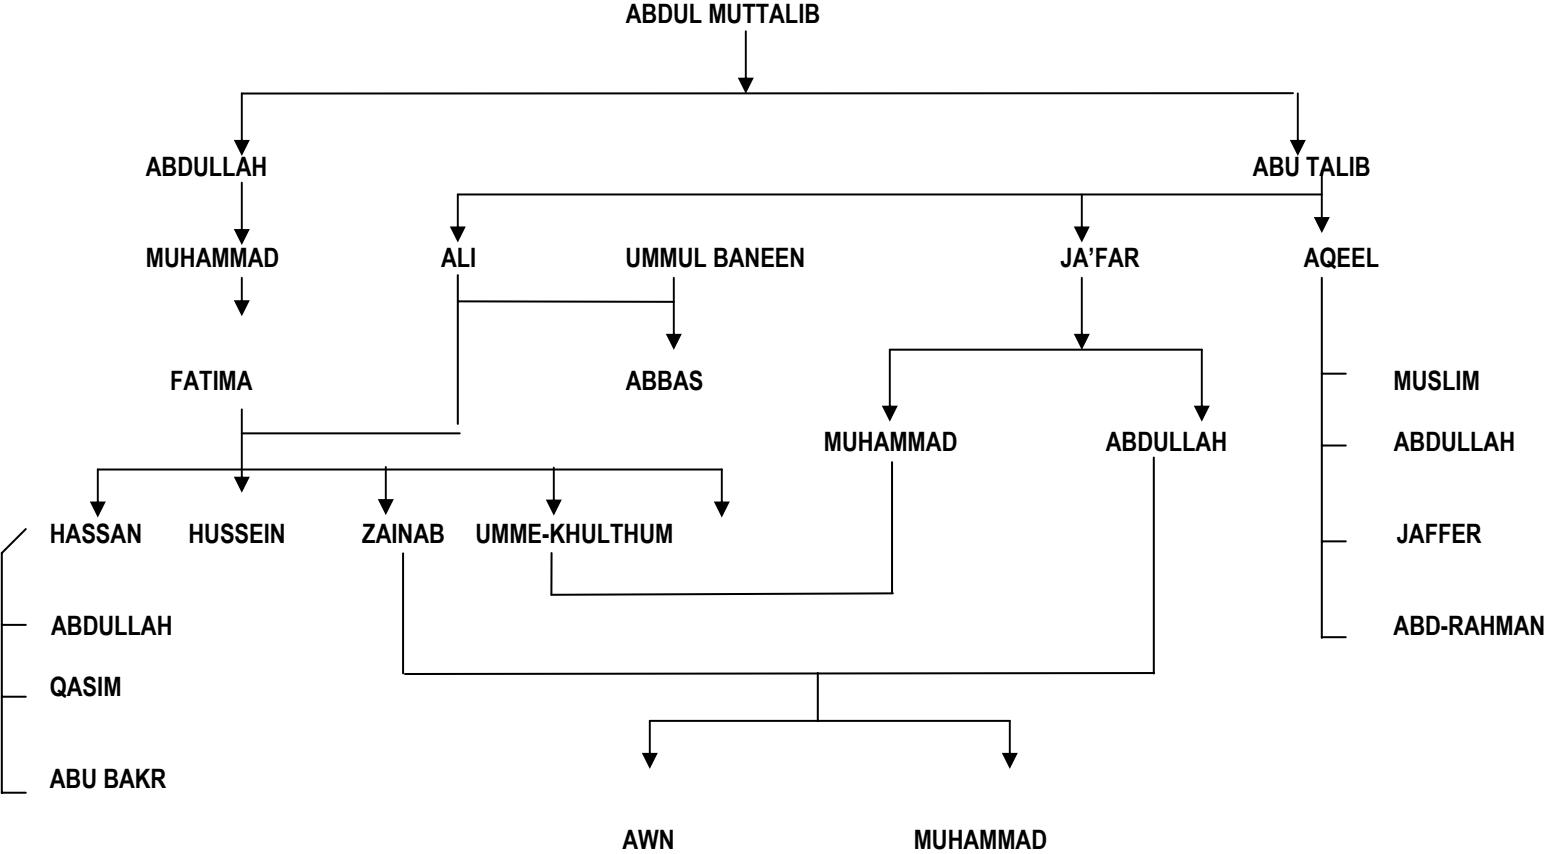 ABDUL MUTTALIB
ABDULLAH
ABU TALIB
MUHAMMAD
ALI
UMMUL BANEEN
JA’FAR
AQEEL
FATIMA
ABBAS
MUSLIM
MUHAMMAD
ABDULLAH
ABDULLAH
HASSAN
HUSSEIN
ZAINAB
UMME-KHULTHUM
JAFFER
ABDULLAH
ABD-RAHMAN
QASIM
ABU BAKR
AWN
MUHAMMAD